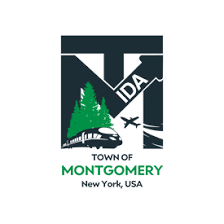 IDA
TOWN OF
MONTGOMERY
New York, USA